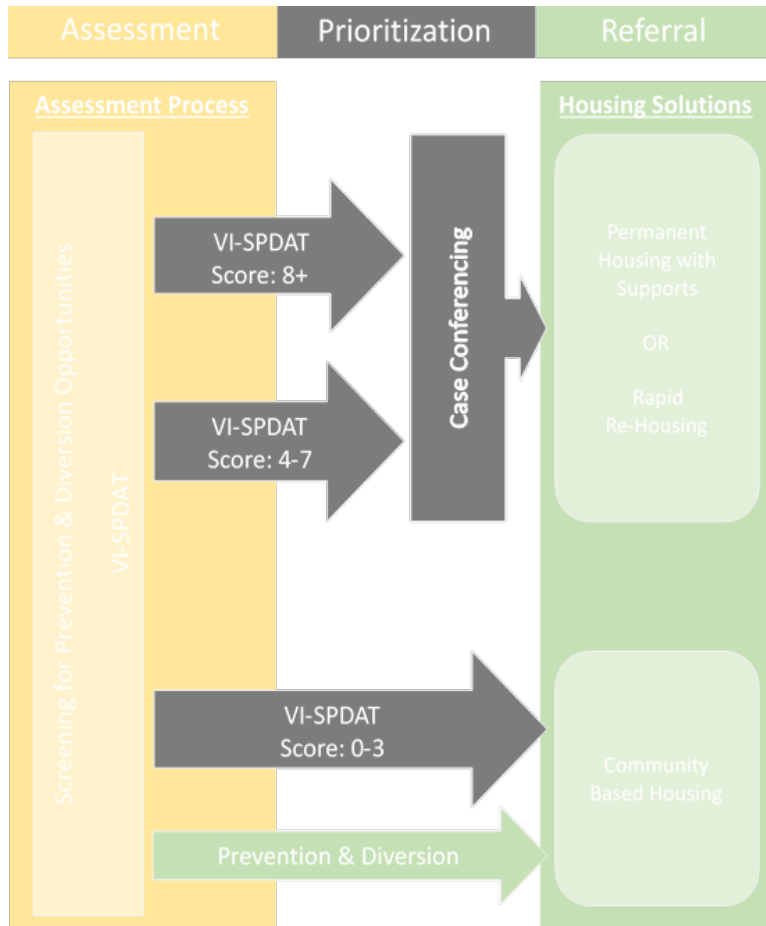 Assessment
Prioritization
Referral
Assessment Process
Screening for Prevention & Diversion Opportunities
VI-SPDAT
VI-SPDAT
Score: 8+
VI-SPDAT
Score: 4-7
Case Conferencing
VI-SPDAT
Score: 0-3
Prevention & Diversion
Housing Solutions
Permanent
Housing with
Supports
OR
Rapid
Re-Housing
Community
Based Housing